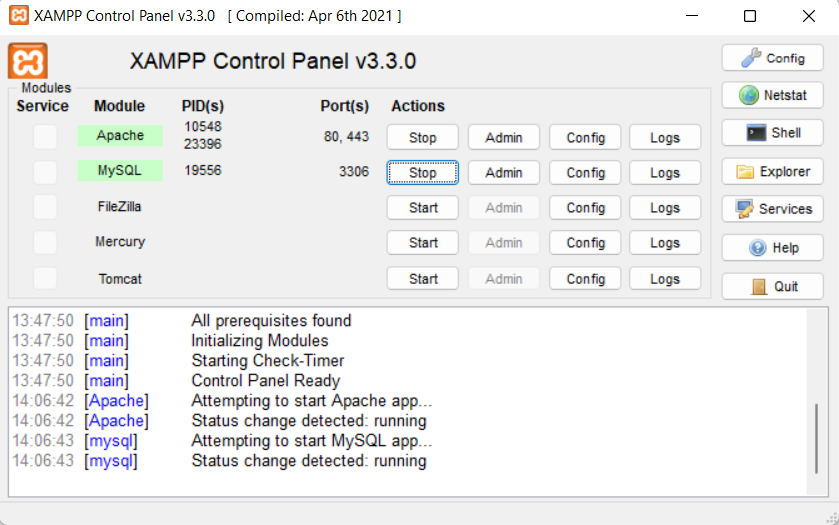 XAMPP Control Panel v3.3.0 [ Compiled: Apr 6th 2021 ]
XAMPP Control Panel v3.3.0
Config
Modules
Service Module PID(s) Port(s) Actions
Netstat
Apache 10548 23396 80, 443 Stop Admin Config Logs
Shell
MySQL 19556 3306 Stop Admin Config Logs
Explorer
FileZilla Start Admin Config Logs
Services
Mercury Start Admin Config Logs
Help
Tomcat Start Admin Config Logs
Quit
13:47:50 [main] All prerequisites found
13:47:50 [main] Initializing Modules
13:47:50 [main] Starting Check-Timer
13:47:50 [main] Control Panel Ready
14:06:42 [Apache] Attempting to start Apache app...
14:06:42 [Apache] Status change detected: running
14:06:43 [mysql] Attempting to start MySQL app...
14:06:43 [mysql] Status change detected: running